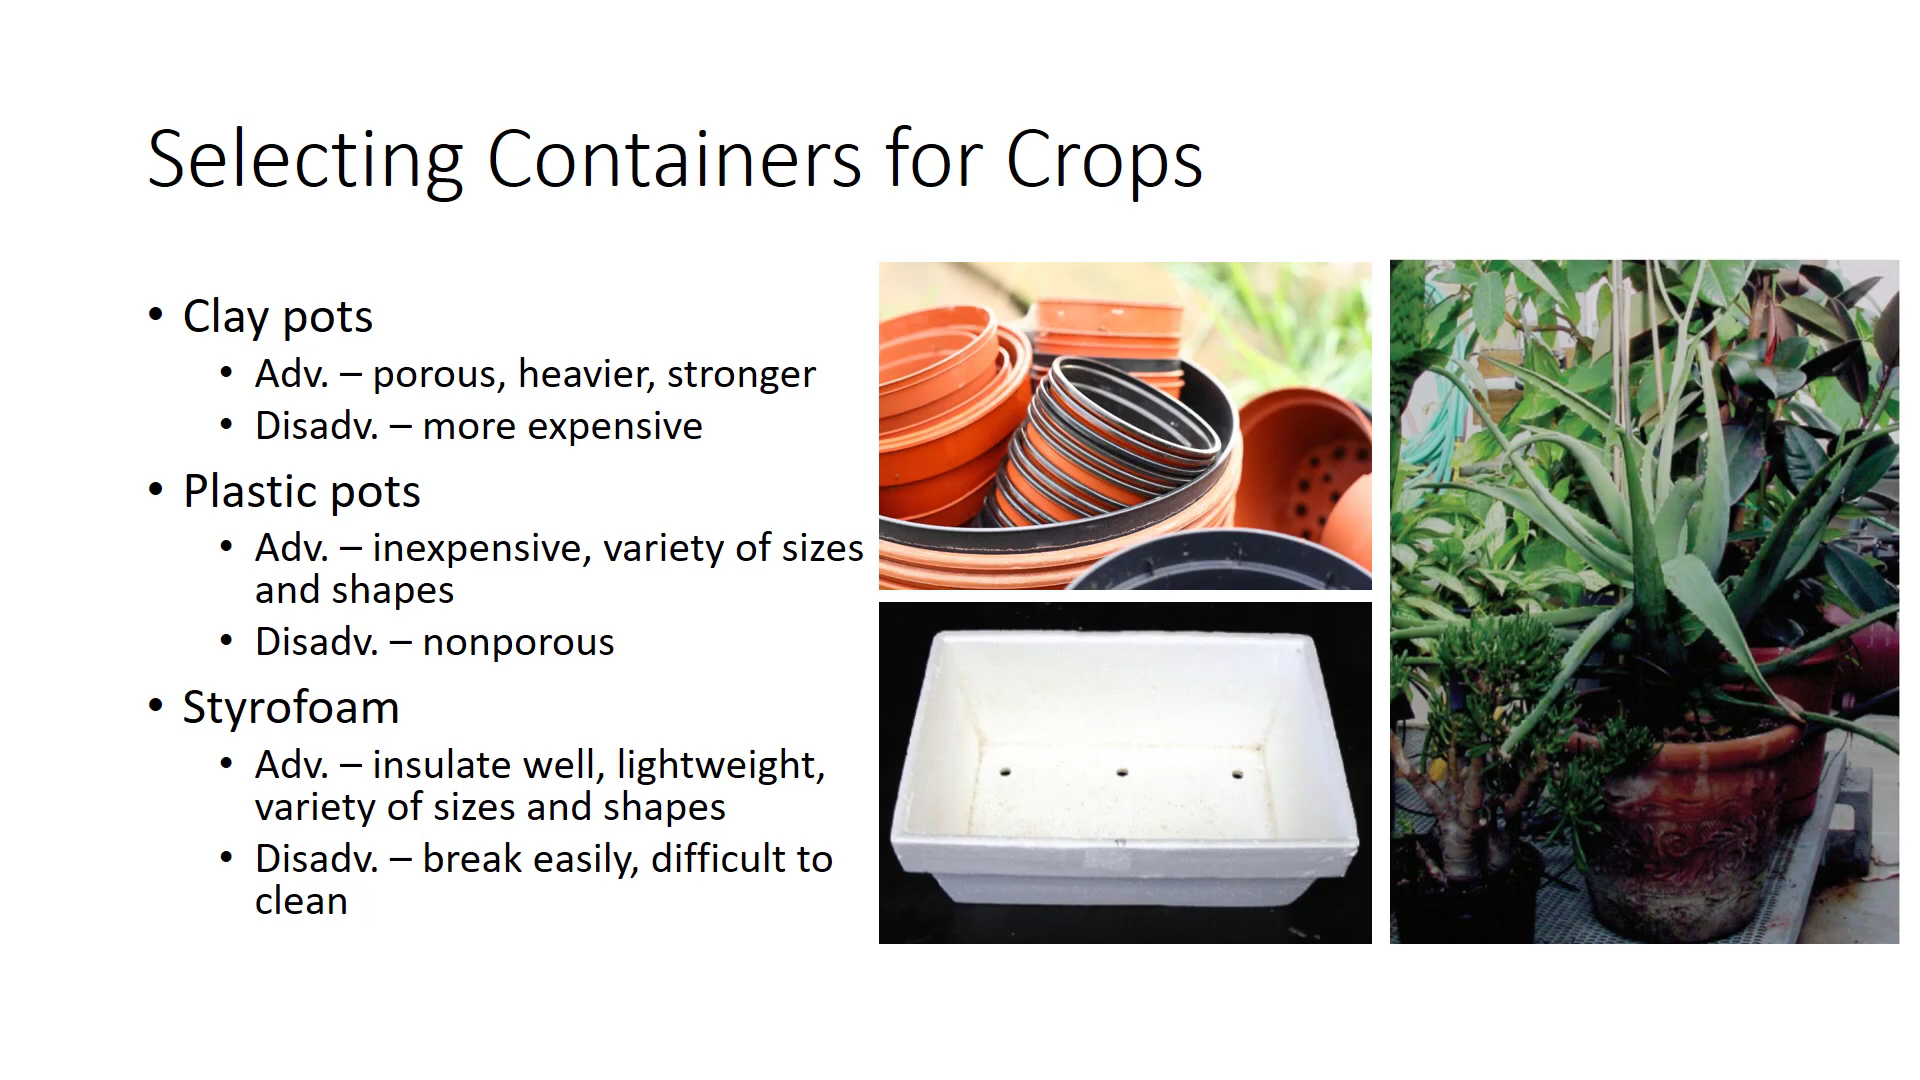 Selecting Containers for Crops
• Clay pots
• Adv. – porous, heavier, stronger
• Disadv. – more expensive
• Plastic pots
• Adv. – inexpensive, variety of sizes
and shapes
• Disadv. – nonporous
• Styrofoam
• Adv. – insulate well, lightweight,
variety of sizes and shapes
• Disadv. – break easily, difficult to
clean